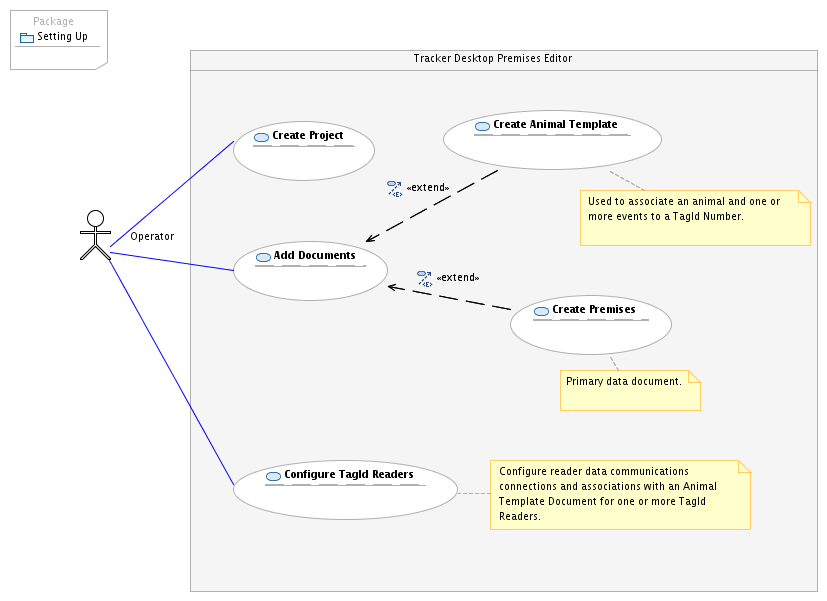 Package
Setting Up
Tracker Desktop Premises Editor
Create Project
Create Animal Template
«extend»
<E>
Used to associate an animal and one or
more events to a TagId Number.
Operator
Add Documents
«extend»
<E>
Create Premises
Primary data document.
Configure TagId Readers
Configure reader data communications
connections and associations with an Animal
Template Document for one or more TagId
Readers.